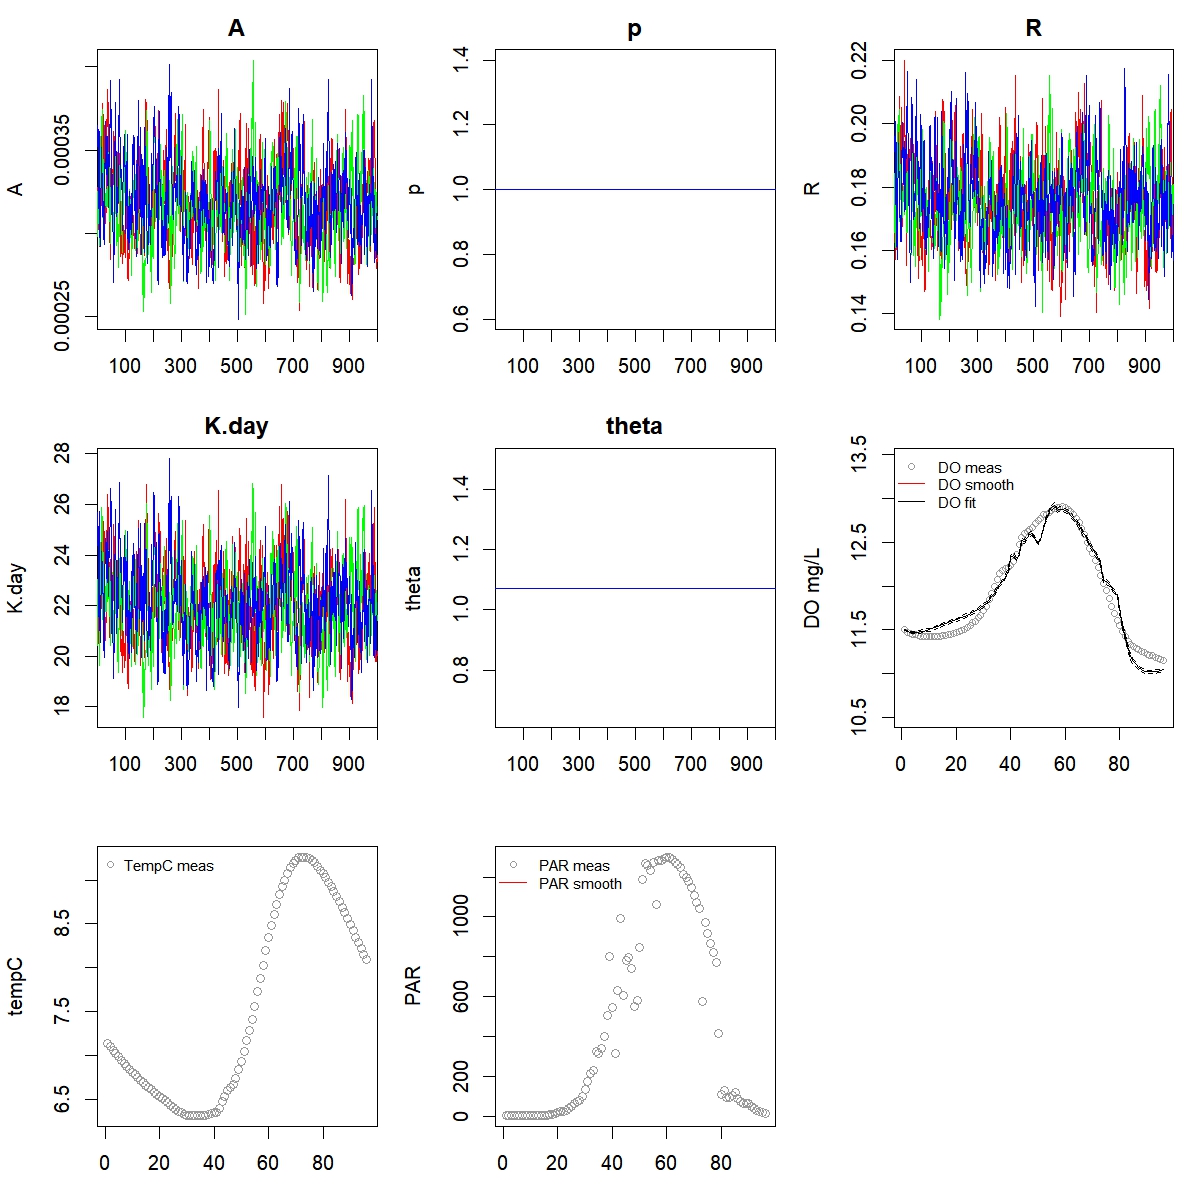 A
A
0.00025
0.00035
100 300 500 700 900
p
p
0.6 0.8 1.0 1.2 1.4
100 300 500 700 900
R
R
0.14 0.16 0.18 0.20 0.22
100 300 500 700 900
K.day
K.day
18 20 22 24 26 28
100 300 500 700 900
theta
theta
0.8 1.0 1.2 1.4
100 300 500 700 900
DO mg/L
10.5 11.5 12.5 13.5
DO meas
DO smooth
DO fit
0 20 40 60 80
tempC
6.5 7.5 8.5
TempC meas
0 20 40 60 80
PAR
0 200 600 1000
PAR meas
PAR smooth
0 20 40 60 80